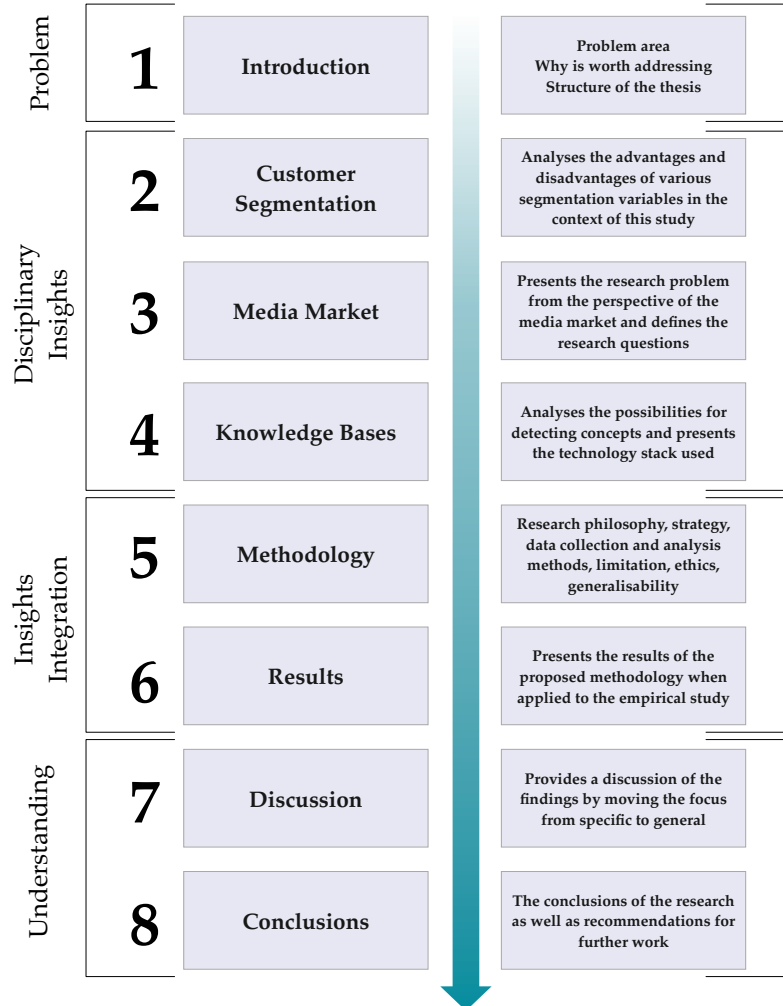 Problem
1
Introduction
Problem area
Why is worth addressing
Structure of the thesis
Disciplinary
Insights
2
Customer
Segmentation
Analyses the advantages and
disadvantages of various
segmentation variables in the
context of this study
3
Media Market
Presents the research problem
from the perspective of the
media market and defines the
research questions
4
Knowledge Bases
Analyses the possibilities for
detecting concepts and presents
the technology stack used
Insights
Integration
5
Methodology
Research philosophy, strategy,
data collection and analysis
methods, limitation, ethics,
generalisability
6
Results
Presents the results of the
proposed methodology when
applied to the empirical study
Understanding
7
Discussion
Provides a discussion of the
findings by moving the focus
from specific to general
8
Conclusions
The conclusions of the research
as well as recommendations for
further work